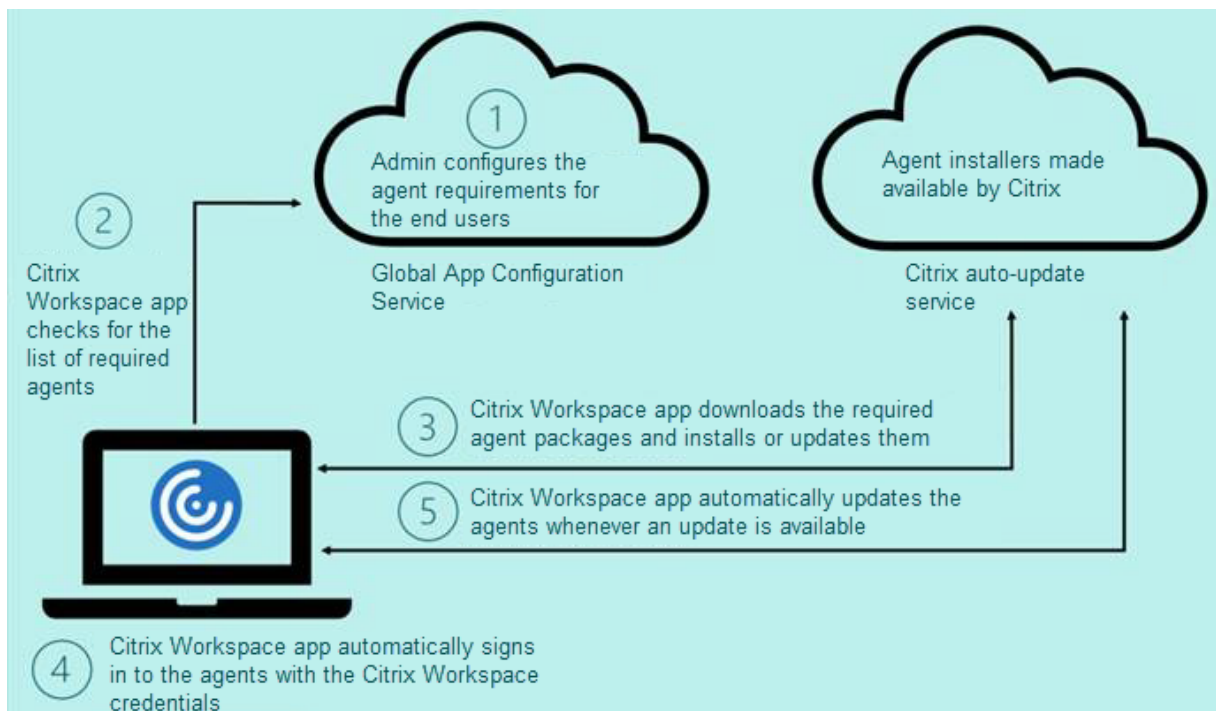 1
Admin configures the
agent requirements for
the end users
Global App Configuration
Service
Agent installers made
available by Citrix
Citrix auto-update
service
2
Citrix
Workspace app
checks for the
list of required
agents
3
Citrix Workspace app downloads the required
agent packages and installs or updates them
5
Citrix Workspace app automatically updates the
agents whenever an update is available
4
Citrix Workspace app automatically signs
in to the agents with the Citrix Workspace
credentials